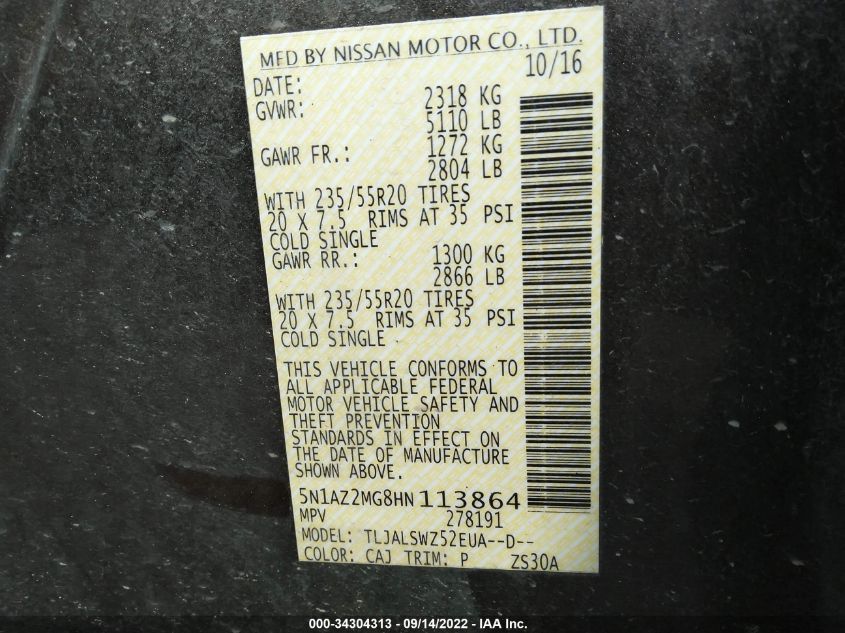 MFD BY NISSAN MOTOR CO., LTD.
DATE: 10/16
GVWR: 2318 KG
5110 LB
GAWR FR.: 1272 KG
2804 LB
WITH 235/55R20 TIRES
20 X 7.5 RIMS AT 35 PSI
COLD SINGLE
GAWR RR.: 1300 KG
2866 LB
WITH 235/55R20 TIRES
20 X 7.5 RIMS AT 35 PSI
COLD SINGLE
THIS VEHICLE CONFORMS TO
ALL APPLICABLE FEDERAL
MOTOR VEHICLE SAFETY AND
THEFT PREVENTION
STANDARDS IN EFFECT ON
THE DATE OF MANUFACTURE
SHOWN ABOVE.
5N1AZ2MG8HN113864
MPV 278191
MODEL: TLJALSWZ52EUA--D--
COLOR: CAJ TRIM: P ZS30A
000-34304313 - 09/14/2022 - IAA Inc.